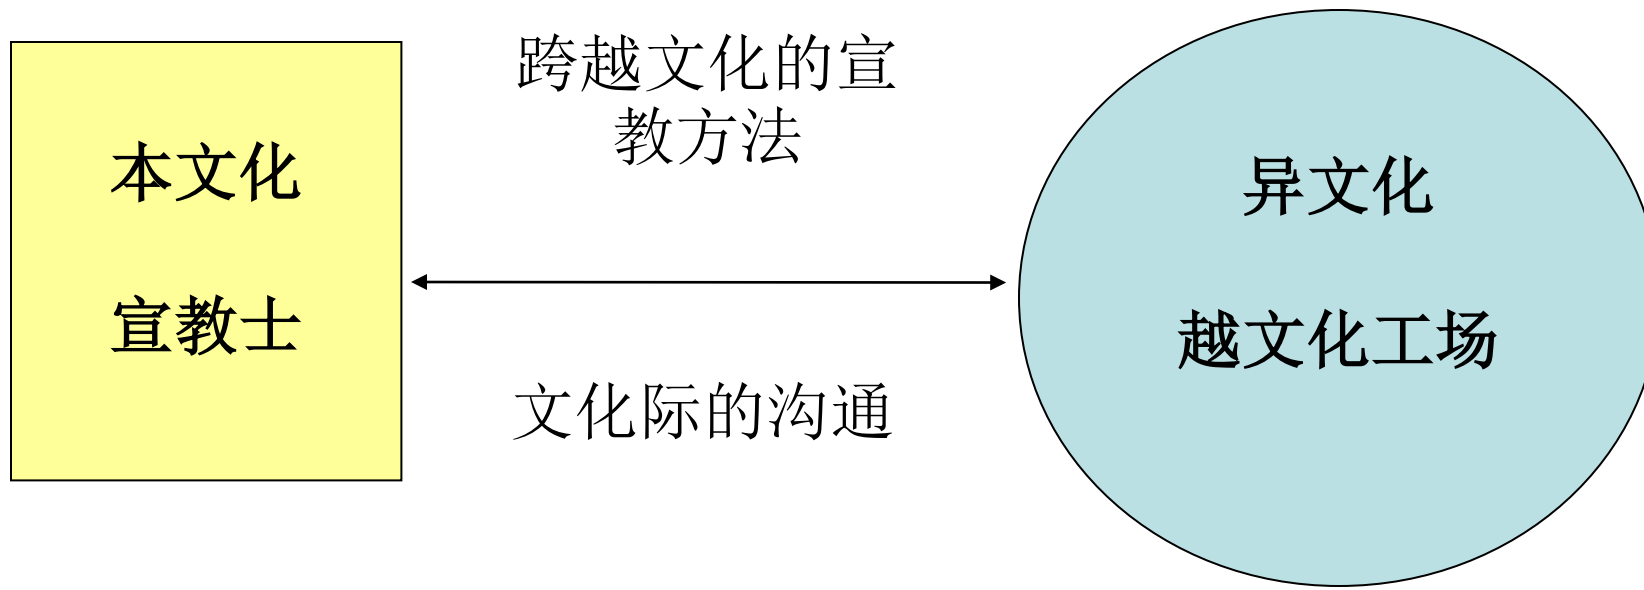 本文化
宣教士
跨越文化的宣
教方法
文化际的沟通
异文化
越文化工场